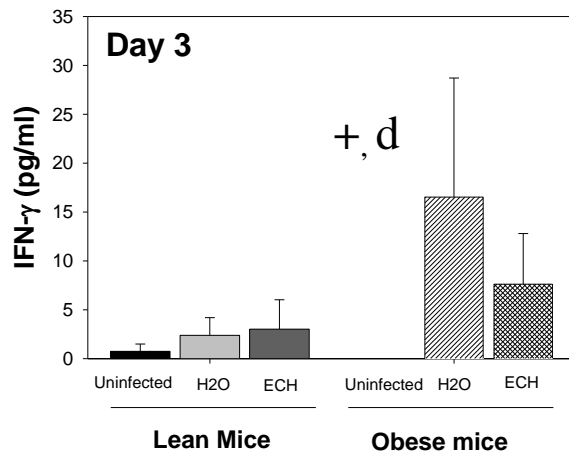 Day 3
IFN-γ (pg/ml)
35
30
25
20
15
10
5
0
+, d
Uninfected H2O ECH Uninfected H2O ECH
Lean Mice Obese mice